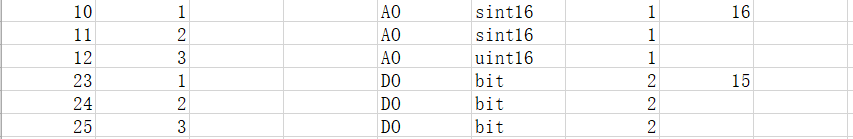 10 1 AO sint16 1 16
11 2 AO sint16 1
12 3 AO uint16 1
23 1 DO bit 2 15
24 2 DO bit 2
25 3 DO bit 2